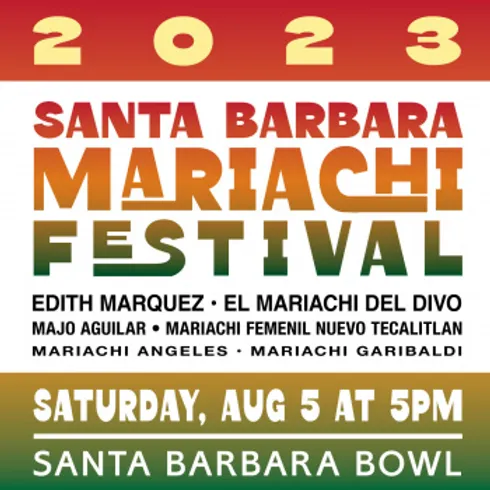 2023
SANTA BARBARA
MARIACHI
FESTIVAL
EDITH MARQUEZ • EL MARIACHI DEL DIVO
MAJO AGUILAR • MARIACHI FEMENIL NUEVO TECALITLAN
MARIACHI ANGELES • MARIACHI GARIBALDI
SATURDAY, AUG 5 AT 5PM
SANTA BARBARA BOWL